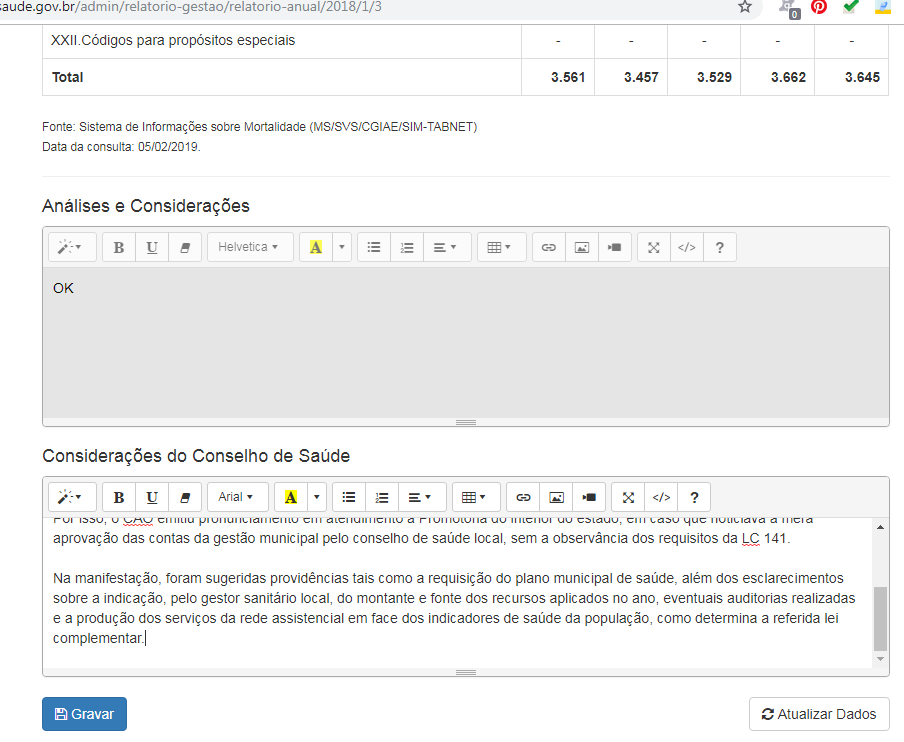 saude.gov.br/admin/relatorio-gestao/relatorio-anual/2018/1/3
0
XXII.Códigos para propósitos especiais - - - - -
Total 3.561 3.457 3.529 3.662 3.645
Fonte: Sistema de Informações sobre Mortalidade (MS/SVS/CGIAE/SIM-TABNET)
Data da consulta: 05/02/2019.
Análises e Considerações
B U Helvetica A </> ?
OK
Considerações do Conselho de Saúde
B U Arial A </> ?
Por isso, o CAO emitiu pronunciamento em atendimento à Promotoria do interior do estado, em caso que noticiava a mera
aprovação das contas da gestão municipal pelo conselho de saúde local, sem a observância dos requisitos da LC 141.
Na manifestação, foram sugeridas providências tais como a requisição do plano municipal de saúde, além dos esclarecimentos
sobre a indicação, pelo gestor sanitário local, do montante e fonte dos recursos aplicados no ano, eventuais auditorias realizadas
e a produção dos serviços da rede assistencial em face dos indicadores de saúde da população, como determina a referida lei
complementar.
Gravar
Atualizar Dados